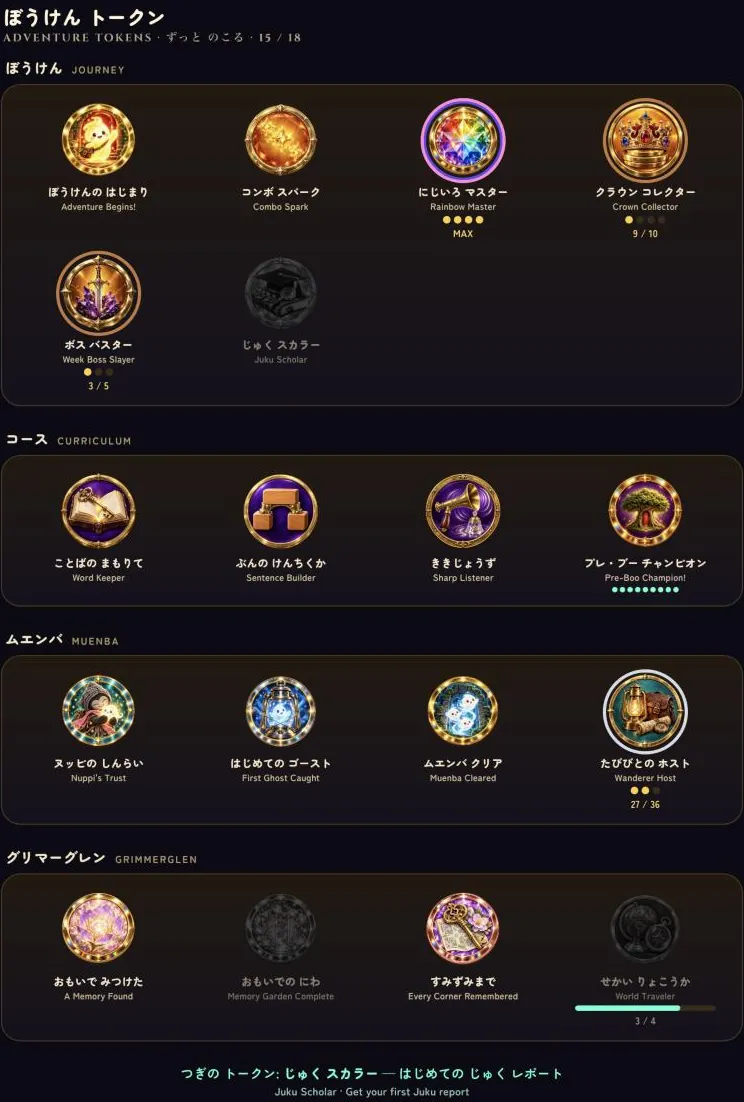 ぼうけん トークン
ADVENTURE TOKENS · ずっと のこる · 15 / 18
ぼうけん JOURNEY
ぼうけんの はじまり
Adventure Begins!
コンボ スパーク
Combo Spark
にじいろ マスター
Rainbow Master
MAX
クラウン コレクター
Crown Collector
9 / 10
ボス バスター
Week Boss Slayer
3 / 5
じゅく スカラー
Juku Scholar
コース CURRICULUM
ことばの まもりて
Word Keeper
ぶんの けんちくか
Sentence Builder
ききじょうず
Sharp Listener
プレ・ブー チャンピオン
Pre-Boo Champion!
ムエンバ MUENBA
ヌッピの しんらい
Nuppi's Trust
はじめての ゴースト
First Ghost Caught
ムエンバ クリア
Muenba Cleared
たびびとの ホスト
Wanderer Host
27 / 36
グリマーグレン GRIMMERGLEN
おもいで みつけた
A Memory Found
おもいでの にわ
Memory Garden Complete
すみずみまで
Every Corner Remembered
せかい りょこうか
World Traveler
3 / 4
つぎの トークン: じゅく スカラー — はじめての じゅく レポート
Juku Scholar · Get your first Juku report